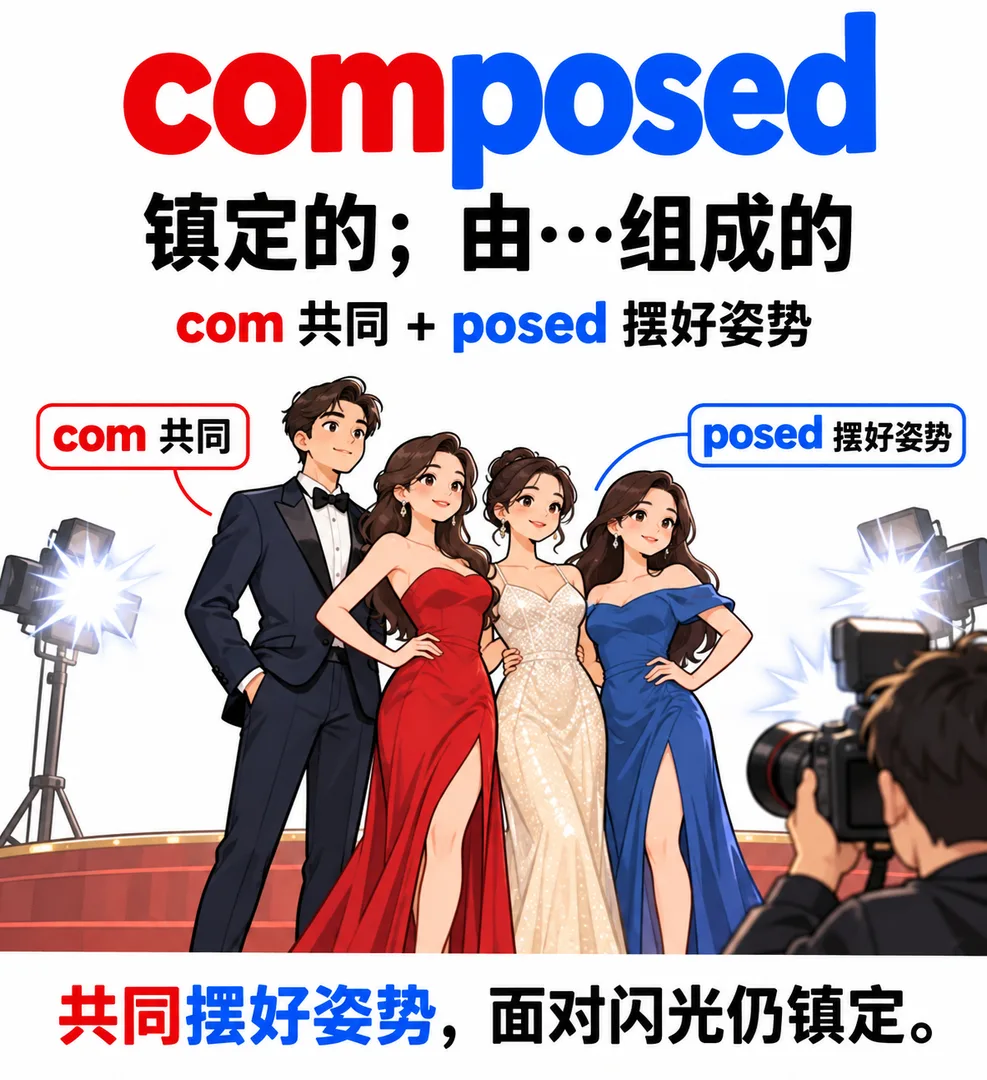 composed
镇定的；由…组成的
com 共同 + posed 摆好姿势
com 共同
posed 摆好姿势
共同摆好姿势，面对闪光仍镇定。